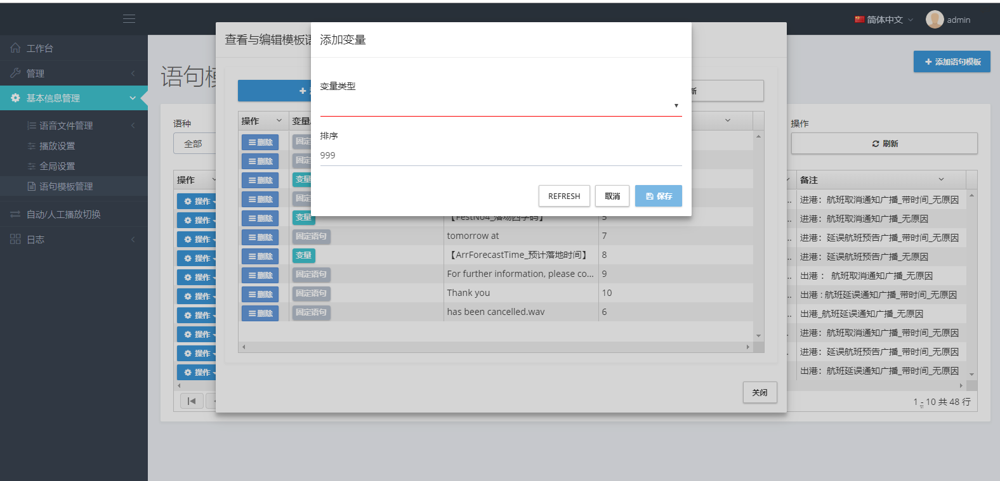 简体中文
admin
工作台
管理
基本信息管理
语音文件管理
播放设置
全局设置
语句模板管理
自动/人工播放切换
日志
添加语句模板
语种
全部
操作
刷新
操作
备注
操作
进港：航班取消通知广播_带时间_无原因
操作
进港：航班取消通知广播_无原因
操作
进港：延误航班预告广播_带时间_无原因
操作
进港：延误航班预告广播_无原因
操作
出港： 航班取消通知广播_无原因
操作
出港 : 航班延误通知广播_带时间_无原因
操作
出港_航班延误通知广播_无原因
操作
进港：航班取消通知广播_带时间_无原因
操作
进港：延误航班预告广播_带时间_无原因
操作
出港：航班延误通知广播_带时间_无原因
1 - 10 共 48 行
查看与编辑模板
操作
变量
删除
固定
删除
固定
删除
变量
删除
固定
删除
变量
删除
固定语句
tomorrow at
7
删除
变量
【ArrForecastTime_预计落地时间】
8
删除
固定语句
For further information, please co...
9
删除
固定语句
Thank you
10
删除
固定语句
has been cancelled.wav
6
关闭
添加变量
变量类型
排序
999
REFRESH
取消
保存